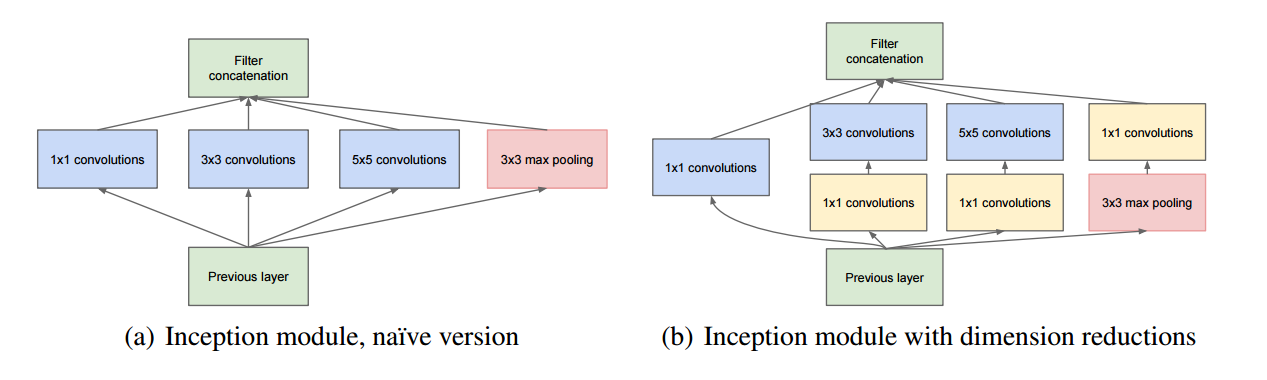 Filter
concatenation
1x1 convolutions
3x3 convolutions
5x5 convolutions
3x3 max pooling
Previous layer
(a) Inception module, naïve version
Filter
concatenation
1x1 convolutions
3x3 convolutions
5x5 convolutions
1x1 convolutions
1x1 convolutions
1x1 convolutions
3x3 max pooling
Previous layer
(b) Inception module with dimension reductions